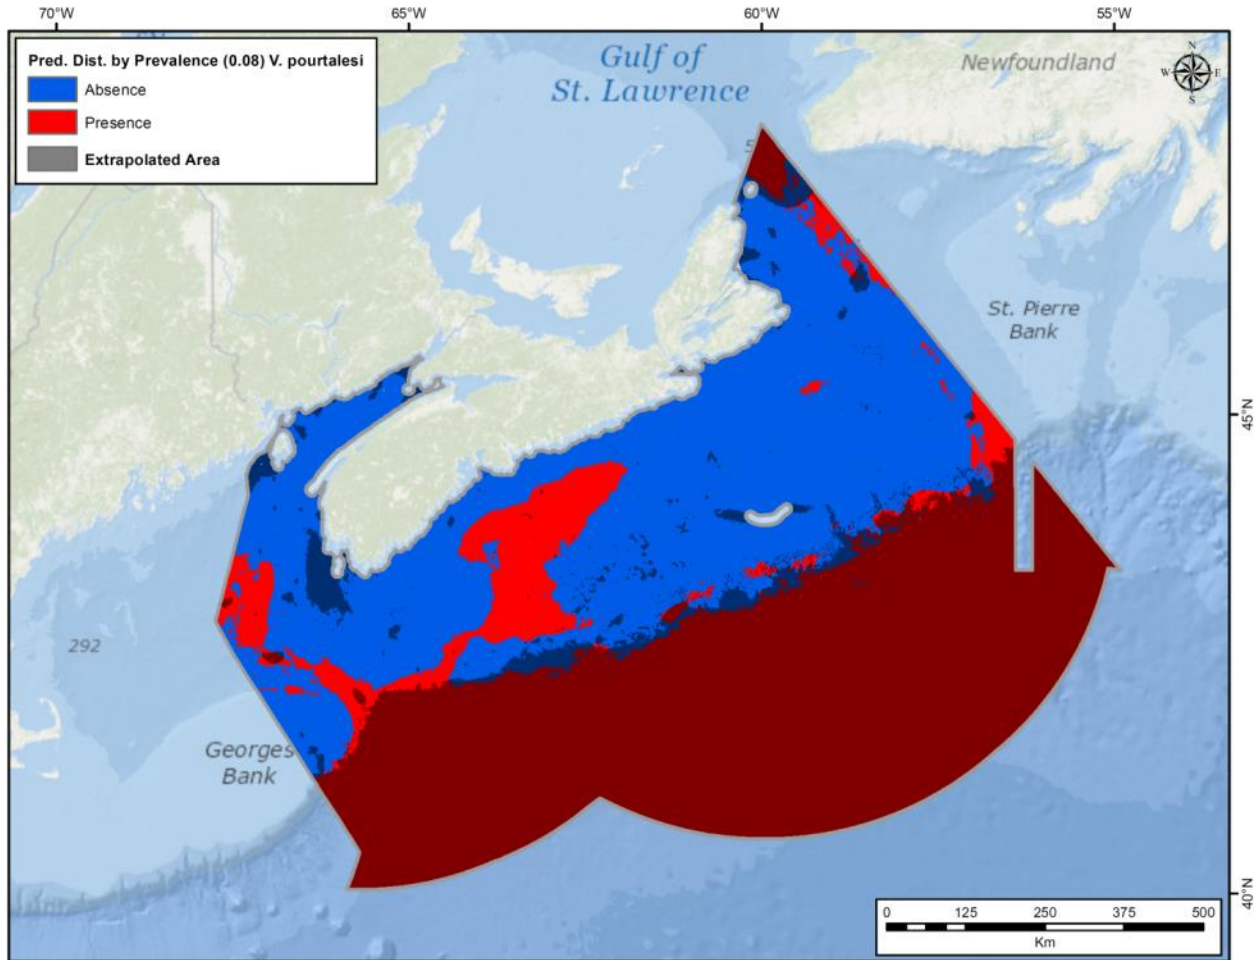 70°W 65°W 60°W 55°W
Pred. Dist. by Prevalence (0.08) V. pourtalesi
Absence
Presence
Extrapolated Area
Gulf of
St. Lawrence
Newfoundland
N
W E
S
St. Pierre
Bank
45°N
292
Georges
Bank
40°N
0 125 250 375 500
Km